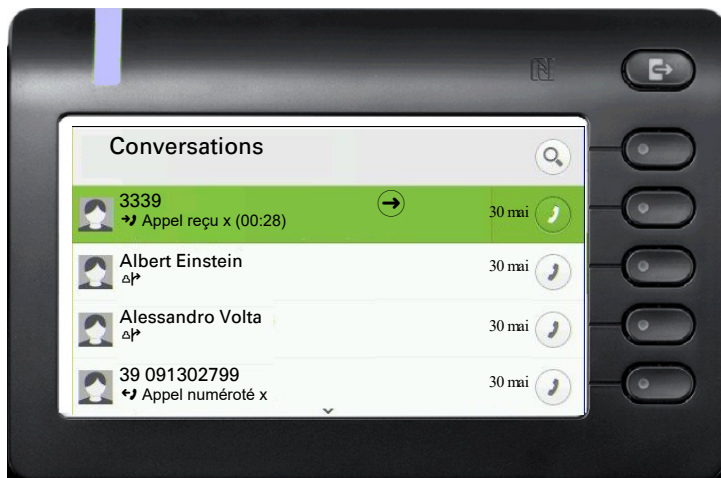 Conversations
3339
Appel reçu x (00:28)
30 mai
Albert Einstein
30 mai
Alessandro Volta
30 mai
39 091302799
Appel numéroté x
30 mai